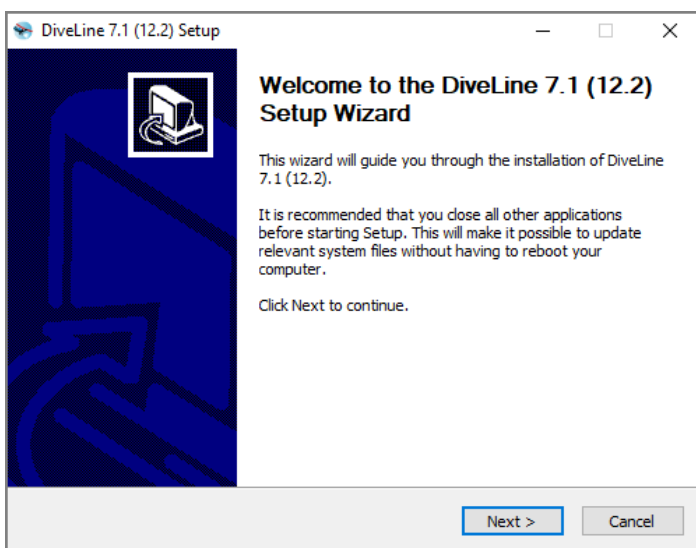 DiveLine 7.1 (12.2) Setup
Welcome to the DiveLine 7.1 (12.2)
Setup Wizard
This wizard will guide you through the installation of DiveLine
7.1 (12.2).
It is recommended that you close all other applications
before starting Setup. This will make it possible to update
relevant system files without having to reboot your
computer.
Click Next to continue.
Next >
Cancel